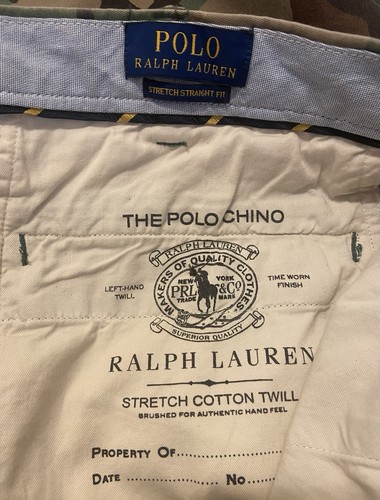 POLO
RALPH LAUREN
STRETCH STRAIGHT FIT
THE POLO CHINO
RALPH LAUREN
MAKERS OF QUALITY CLOTHES
NEW YORK
PRL &Co
TRADE MARK
SUPERIOR QUALITY
LEFT-HAND
TWILL
TIME WORN
FINISH
RALPH LAUREN
STRETCH COTTON TWILL
BRUSHED FOR AUTHENTIC HAND FEEL
PROPERTY OF
DATE No.